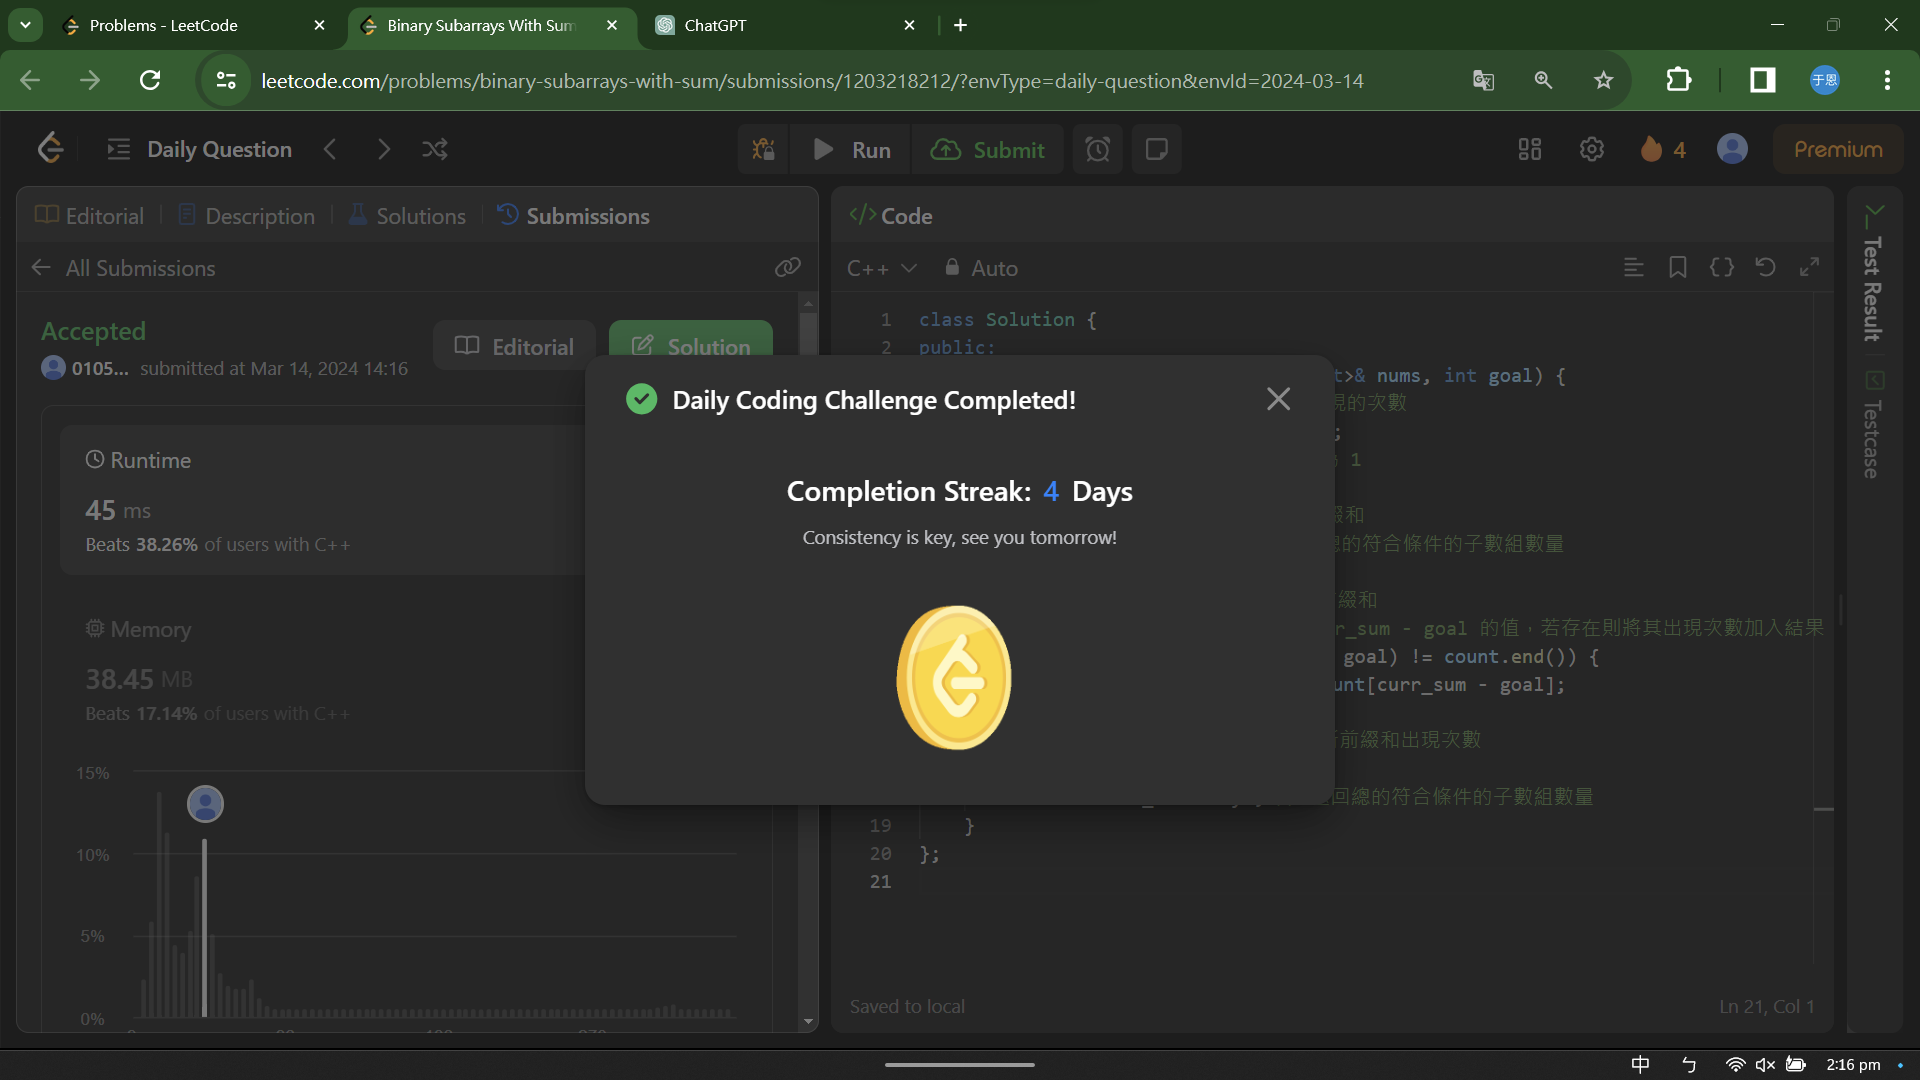 Problems - LeetCode
Binary Subarrays With Sum
ChatGPT
leetcode.com/problems/binary-subarrays-with-sum/submissions/1203218212/?envType=daily-question&envId=2024-03-14
于恩
Daily Question
Run
Submit
4
Premium
Editorial
Description
Solutions
Submissions
All Submissions
Accepted
0105... submitted at Mar 14, 2024 14:16
Editorial
Solution
Runtime
45 ms
Beats 38.26% of users with C++
Memory
38.45 MB
Beats 17.14% of users with C++
15%
10%
5%
0%
Daily Coding Challenge Completed!
Completion Streak: 4 Days
Consistency is key, see you tomorrow!
</> Code
C++
Auto
1 class Solution {
2 public:
t>& nums, int goal) {
現的次數
;
1
綴和
總的符合條件的子數組數量
綴和
r_sum - goal 的值，若存在則將其出現次數加入結果
goal) != count.end()) {
unt[curr_sum - goal];
前綴和出現次數
回總的符合條件的子數組數量
19 }
20 };
21
Saved to local
Ln 21, Col 1
Test Result
Testcase
中
ㄅ
2:16 pm